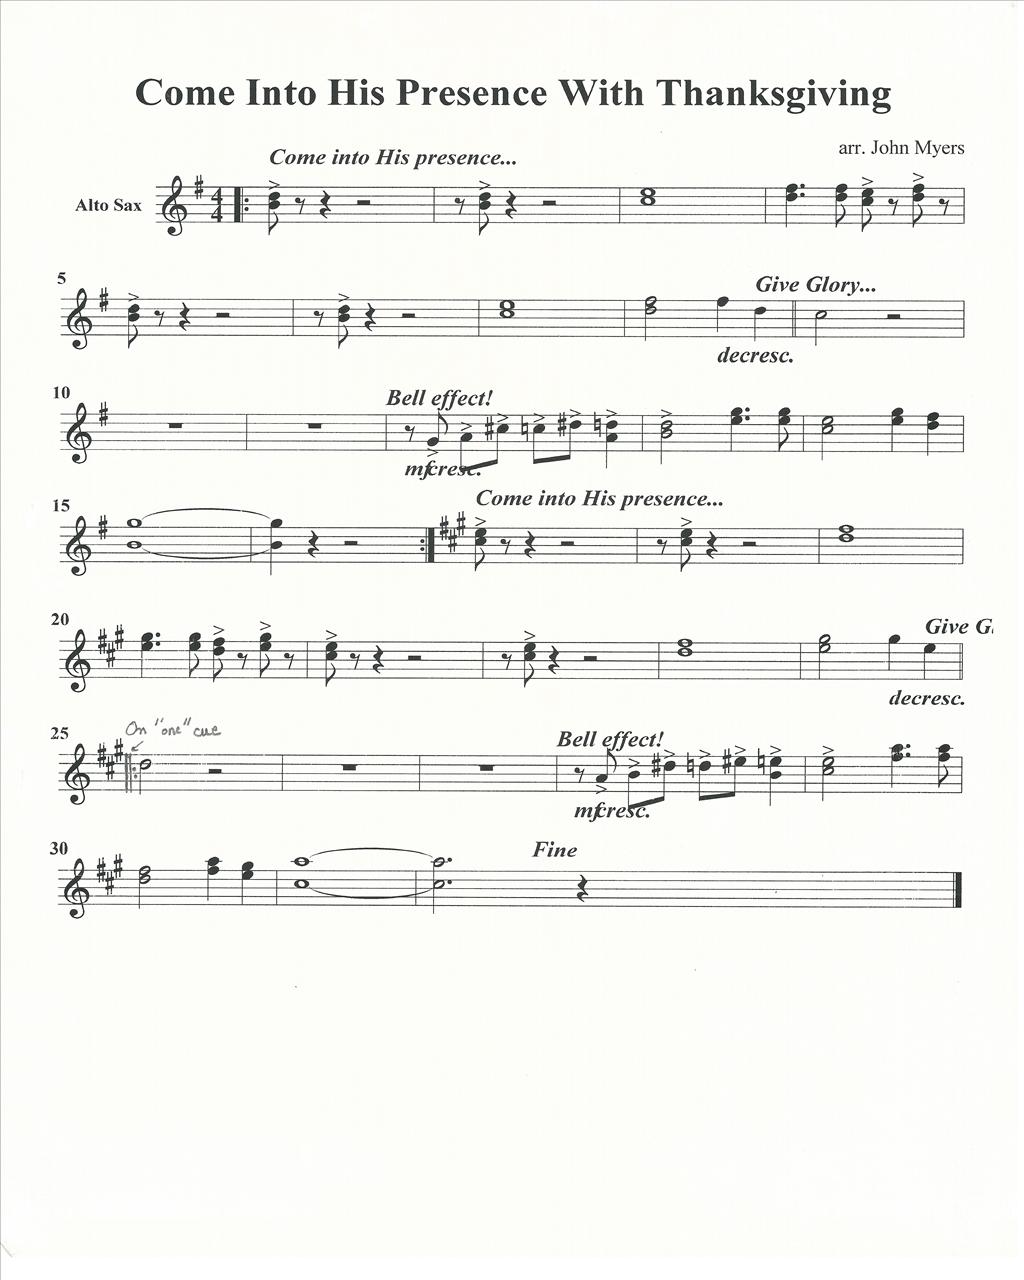 Come Into His Presence With Thanksgiving
arr. John Myers
Come into His presence...
Alto Sax
4
4
5
Give Glory...
decresc.
10
Bell effect!
mf cresc.
15
Come into His presence...
20
Give G
decresc.
25
On "one" cue
Bell effect!
mf cresc.
30
Fine